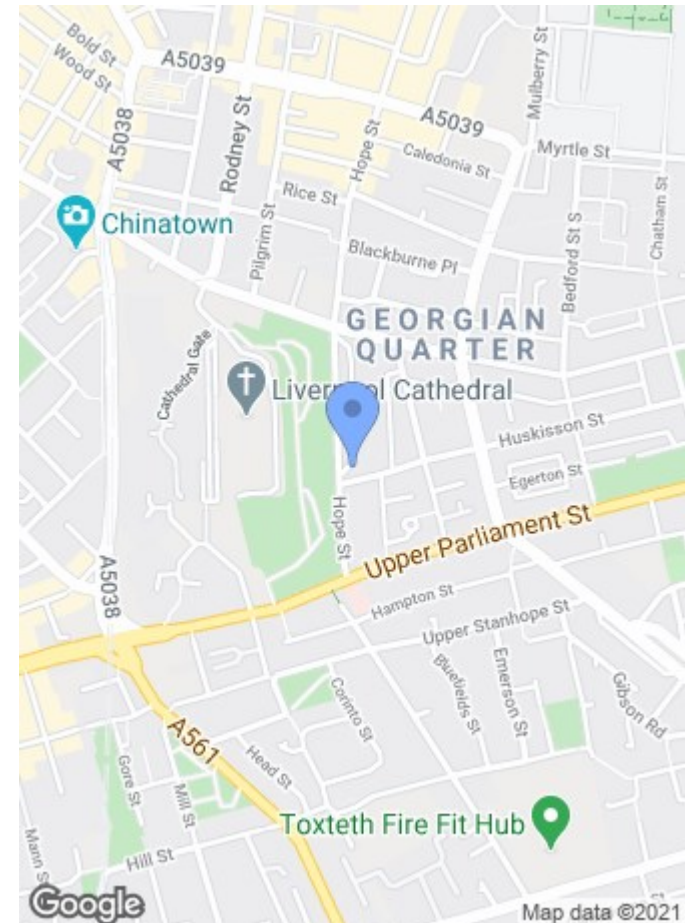 Bold St
Wood St
A5039
A5038
Rodney St
Hope St
A5039
Mulberry St
Caledonia St
Myrtle St
Rice St
Pilgrim St
Chinatown
Blackburne Pl
Bedford St S
Chatham St
GEORGIAN
QUARTER
Cathedral Gate
Liverpool Cathedral
Huskisson St
Egerton St
Hope St
Upper Parliament St
A5038
Hampton St
Upper Stanhope St
Bluefields St
Emerson St
Gibson Rd
Corinto St
A561
Head St
Gore St
Mill St
Toxteth Fire Fit Hub
Mann St
Hill St
Google
Map data ©2021